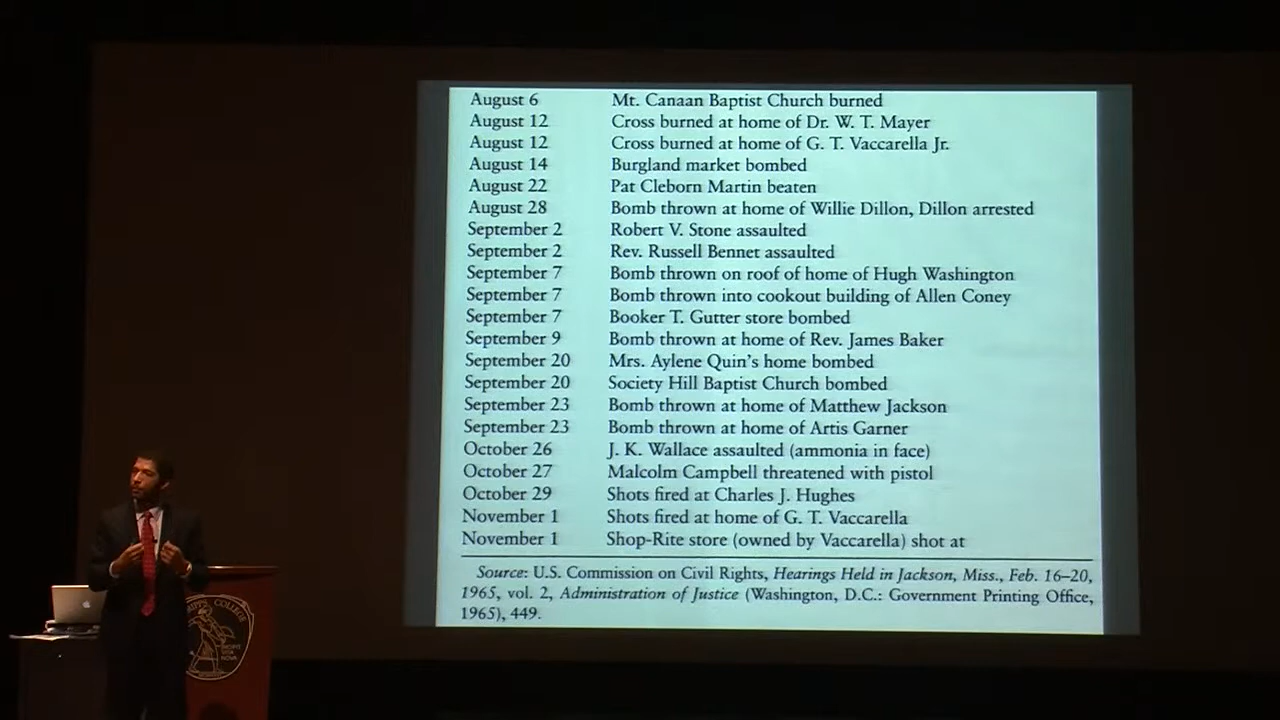 August 6 Mt. Canaan Baptist Church burned
August 12 Cross burned at home of Dr. W. T. Mayer
August 12 Cross burned at home of G. T. Vaccarella Jr.
August 14 Burgland market bombed
August 22 Pat Cleborn Martin beaten
August 28 Bomb thrown at home of Willie Dillon, Dillon arrested
September 2 Robert V. Stone assaulted
September 2 Rev. Russell Bennet assaulted
September 7 Bomb thrown on roof of home of Hugh Washington
September 7 Bomb thrown into cookout building of Allen Coney
September 7 Booker T. Gutter store bombed
September 9 Bomb thrown at home of Rev. James Baker
September 20 Mrs. Aylene Quin's home bombed
September 20 Society Hill Baptist Church bombed
September 23 Bomb thrown at home of Matthew Jackson
September 23 Bomb thrown at home of Artis Garner
October 26 J. K. Wallace assaulted (ammonia in face)
October 27 Malcolm Campbell threatened with pistol
October 29 Shots fired at Charles J. Hughes
November 1 Shots fired at home of G. T. Vaccarella
November 1 Shop-Rite store (owned by Vaccarella) shot at
Source: U.S. Commission on Civil Rights, Hearings Held in Jackson, Miss., Feb. 16–20,
1965, vol. 2, Administration of Justice (Washington, D.C.: Government Printing Office,
1965), 449.
COLLEGE